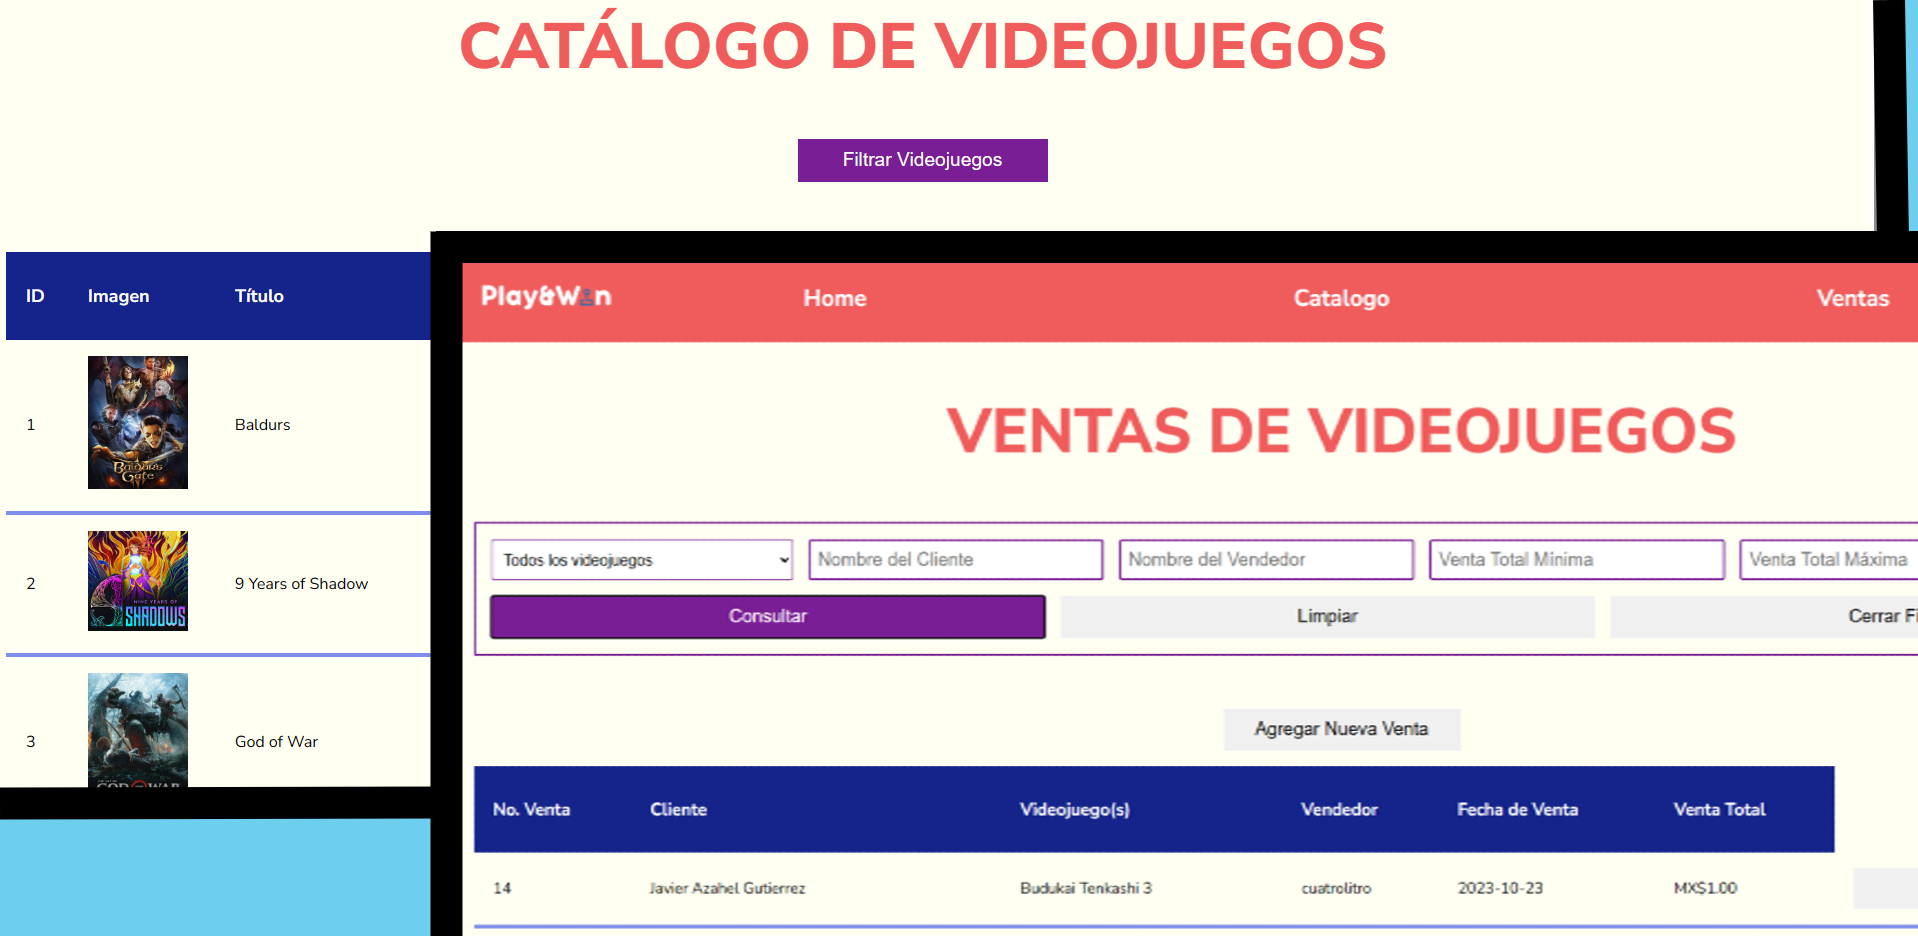 CATÁLOGO DE VIDEOJUEGOS
Filtrar Videojuegos
ID Imagen Título
1 Baldurs
BALDUR'S
GATE
2 9 Years of Shadow
NINE YEARS OF
SHADOWS
3 God of War
GOD OF WAR
Play&Win Home Catalogo Ventas
VENTAS DE VIDEOJUEGOS
Todos los videojuegos Nombre del Cliente Nombre del Vendedor Venta Total Mínima Venta Total Máxima
Consultar Limpiar Cerrar Fi
Agregar Nueva Venta
No. Venta Cliente Videojuego(s) Vendedor Fecha de Venta Venta Total
14 Javier Azahel Gutierrez Budukai Tenkashi 3 cuatrolitro 2023-10-23 MX$1.00